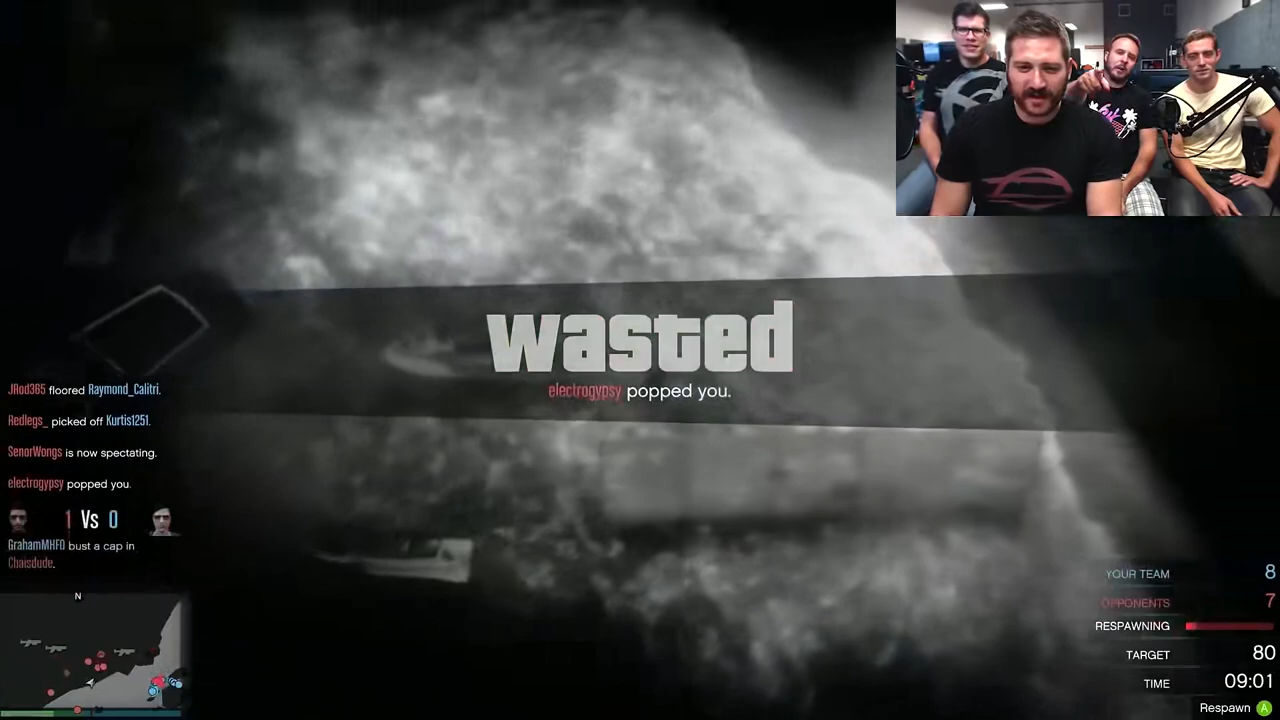 wasted
electrogypsy popped you.
JRod365 floored Raymond_Calitri.
Redlegs_ picked off Kurtis1251.
SenorWongs is now spectating.
electrogypsy popped you.
1 Vs 0
GrahamMHFD bust a cap in
Chaisdude.
N
YOUR TEAM 8
OPPONENTS 7
RESPAWNING
TARGET 80
TIME 09:01
Respawn A